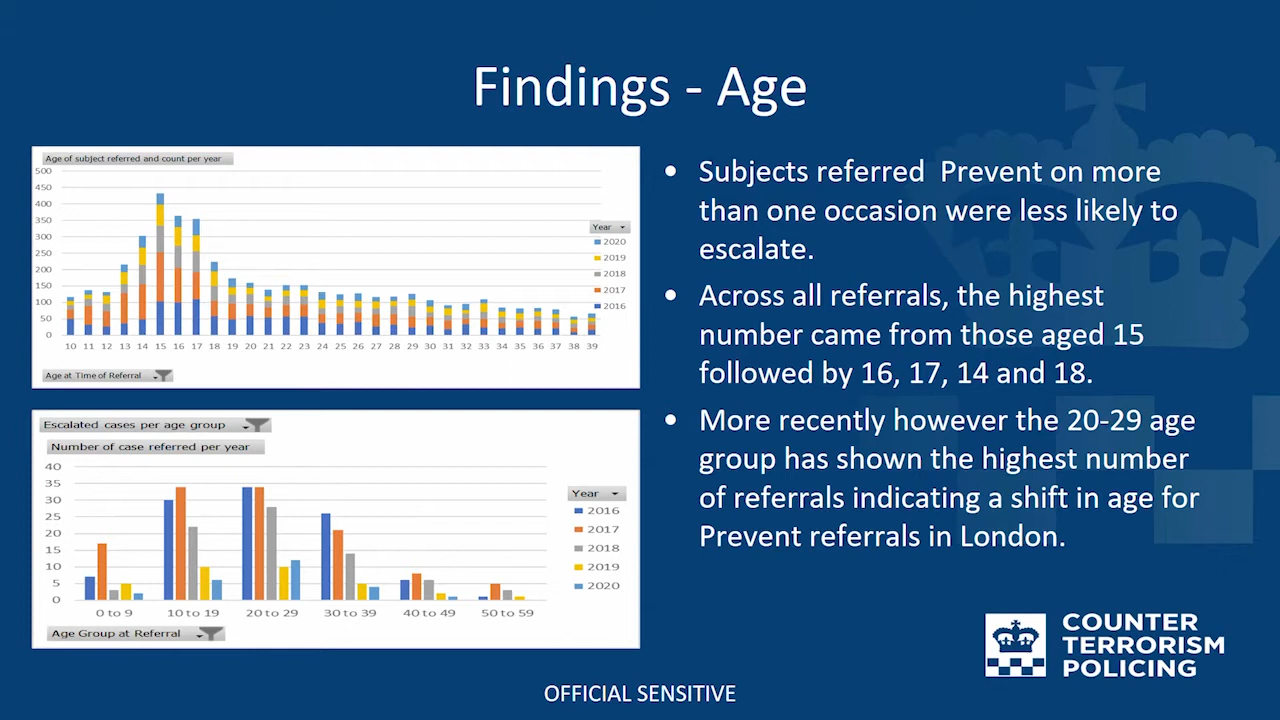 Findings - Age
Age of subject referred and count per year
500
450
400
350
300
250
200
150
100
50
0
10 11 12 13 14 15 16 17 18 19 20 21 22 23 24 25 26 27 28 29 30 31 32 33 34 35 36 37 38 39
Year
2020
2019
2018
2017
2016
Age at Time of Referral
Escalated cases per age group
Number of case referred per year
40
35
30
25
20
15
10
5
0
0 to 9 10 to 19 20 to 29 30 to 39 40 to 49 50 to 59
Year
2016
2017
2018
2019
2020
Age Group at Referral
• Subjects referred Prevent on more
than one occasion were less likely to
escalate.
• Across all referrals, the highest
number came from those aged 15
followed by 16, 17, 14 and 18.
• More recently however the 20-29 age
group has shown the highest number
of referrals indicating a shift in age for
Prevent referrals in London.
COUNTER
TERRORISM
POLICING
OFFICIAL SENSITIVE